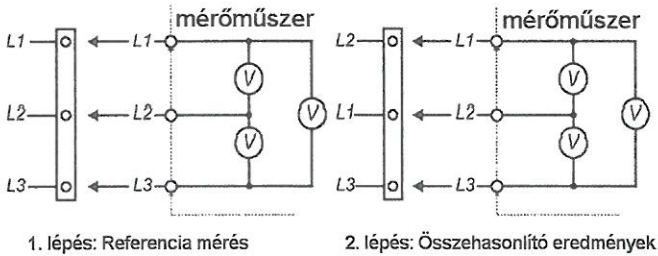 mérőműszer
L1 L1
V
L2 L2 V
V
L3 L3
1. lépés: Referencia mérés
mérőműszer
L2 L1
V
L1 L2 V
V
L3 L3
2. lépés: Összehasonlító eredmények